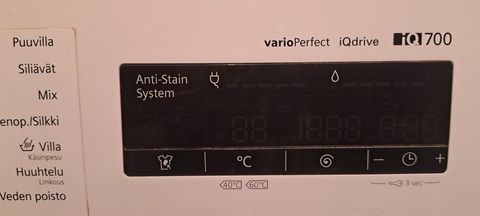 varioPerfect iQdrive iQ700
Puuvilla
Siliävät
Mix
enop./Silkki
Villa
Käsinpesu
Huuhtelu
Linkous
Veden poisto
Anti-Stain
System
°C
− +
40°C 60°C
3 sec